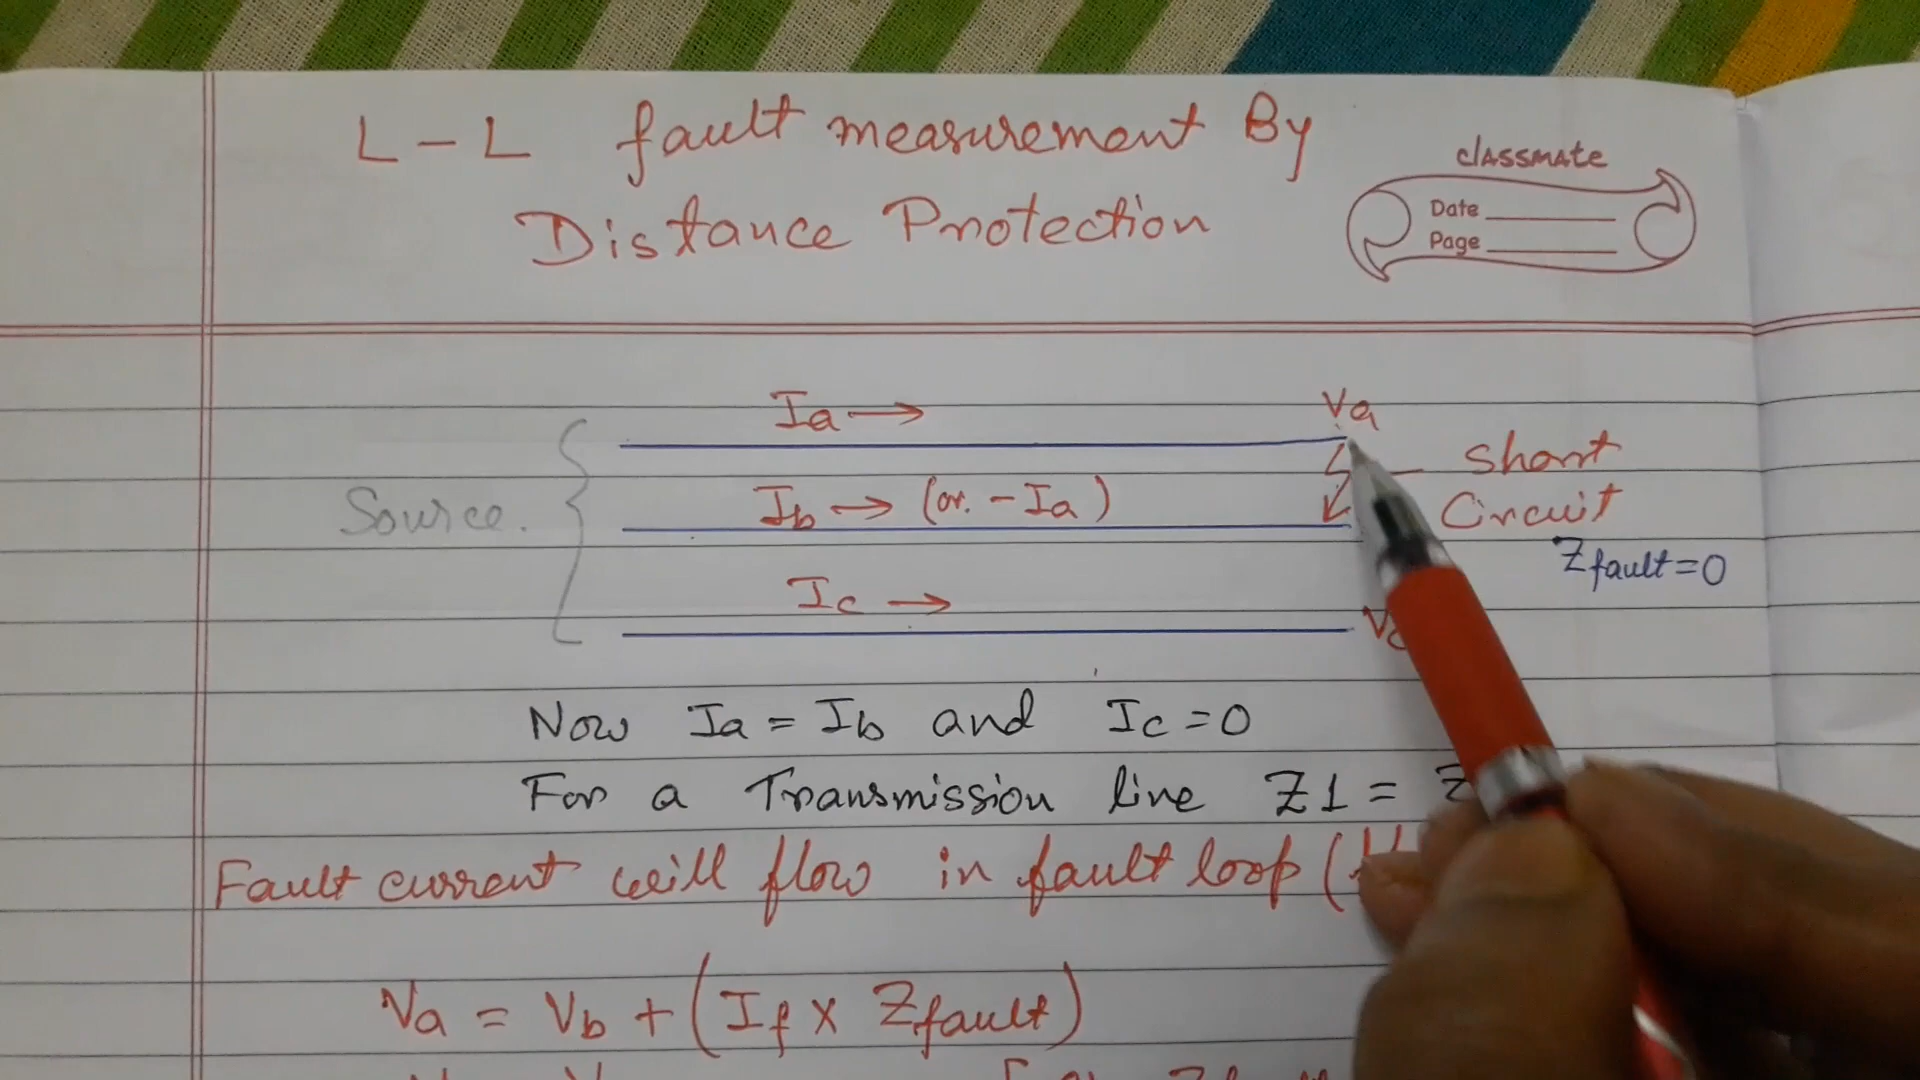 L-L fault measurement By
Distance Protection
classmate
Date
Page
Ia →
Va
Short
Circuit
Source.
Ib → (or. -Ia)
Zfault=0
Ic →
Now Ia = Ib and Ic = 0
For a Transmission line Z1 =
Fault current will flow in fault loop (
Va = Vb + (If x Zfault)